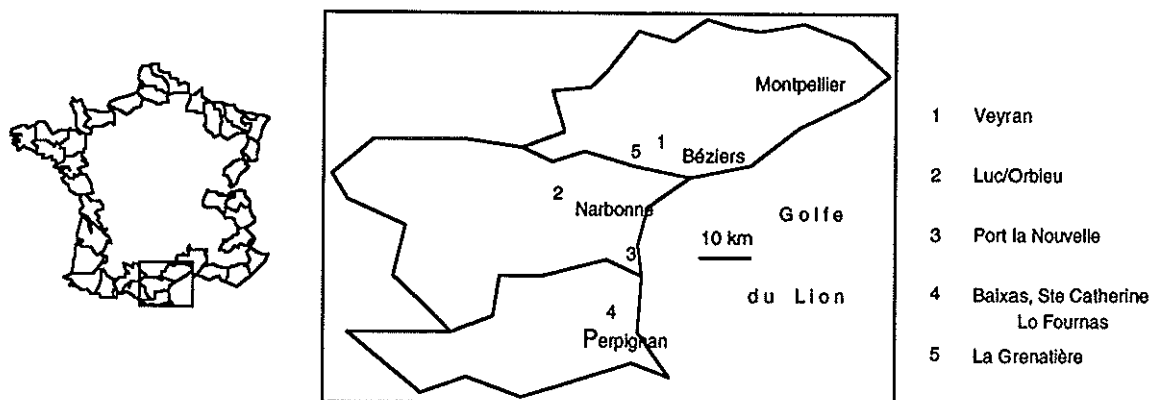 Montpellier
5 1
Béziers
2
Narbonne
Golfe
10 km
3
du Lion
4
Perpignan
1 Veyran
2 Luc/Orbieu
3 Port la Nouvelle
4 Baixas, Ste Catherine
Lo Fournas
5 La Grenatière